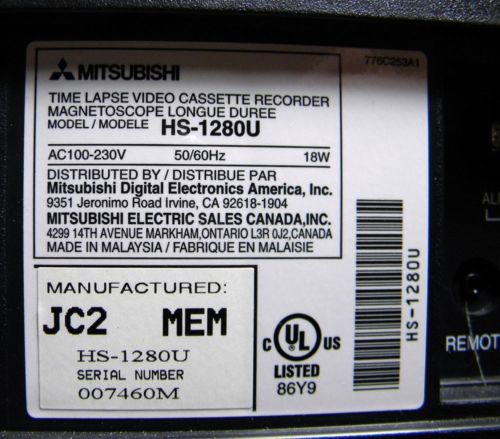 776C253A1
MITSUBISHI
TIME LAPSE VIDEO CASSETTE RECORDER
MAGNETOSCOPE LONGUE DUREE
MODEL / MODELE HS-1280U
AC100-230V 50/60Hz 18W
DISTRIBUTED BY / DISTRIBUE PAR
Mitsubishi Digital Electronics America, Inc.
9351 Jeronimo Road Irvine, CA 92618-1904
MITSUBISHI ELECTRIC SALES CANADA,INC.
4299 14TH AVENUE MARKHAM,ONTARIO L3R 0J2,CANADA
MADE IN MALAYSIA / FABRIQUE EN MALAISIE
MANUFACTURED:
JC2 MEM
HS-1280U
SERIAL NUMBER
007460M
C UL US
LISTED
86Y9
HS-1280U
REMOT